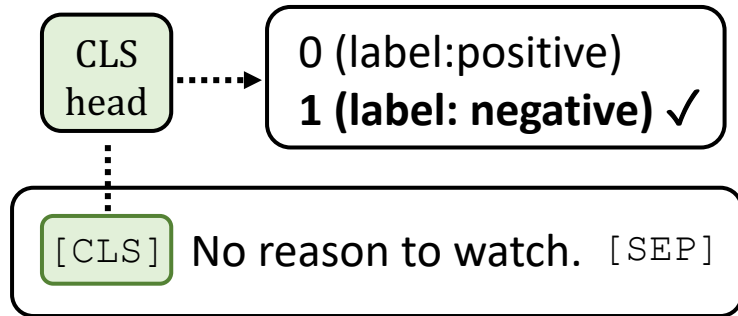 CLS
head
0 (label:positive)
1 (label: negative) ✓
[CLS] No reason to watch. [SEP]